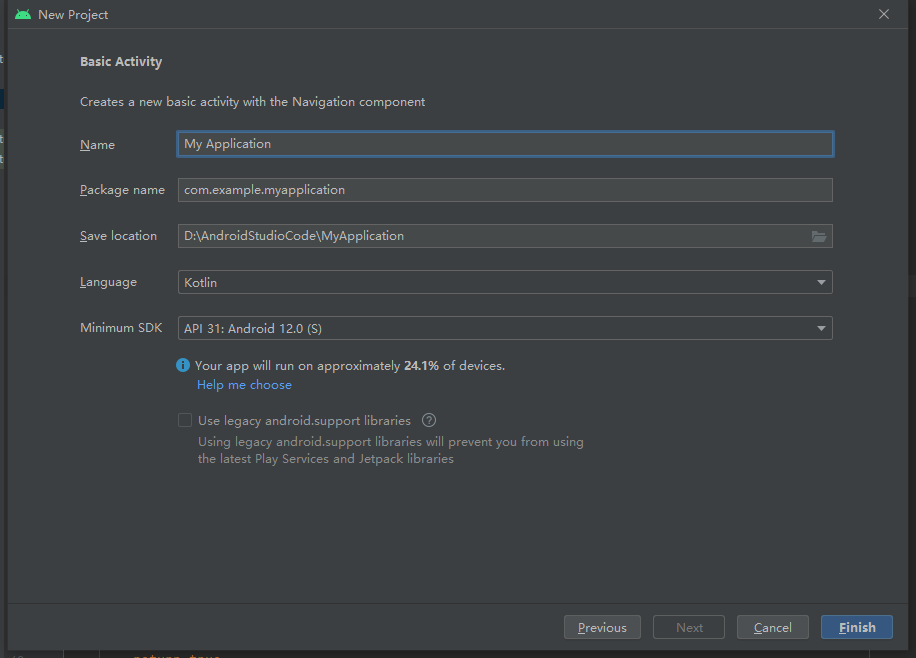 New Project
Basic Activity
Creates a new basic activity with the Navigation component
Name
My Application
Package name
com.example.myapplication
Save location
D:\AndroidStudioCode\MyApplication
Language
Kotlin
Minimum SDK
API 31: Android 12.0 (S)
Your app will run on approximately 24.1% of devices.
Help me choose
Use legacy android.support libraries
Using legacy android.support libraries will prevent you from using
the latest Play Services and Jetpack libraries
Previous
Next
Cancel
Finish